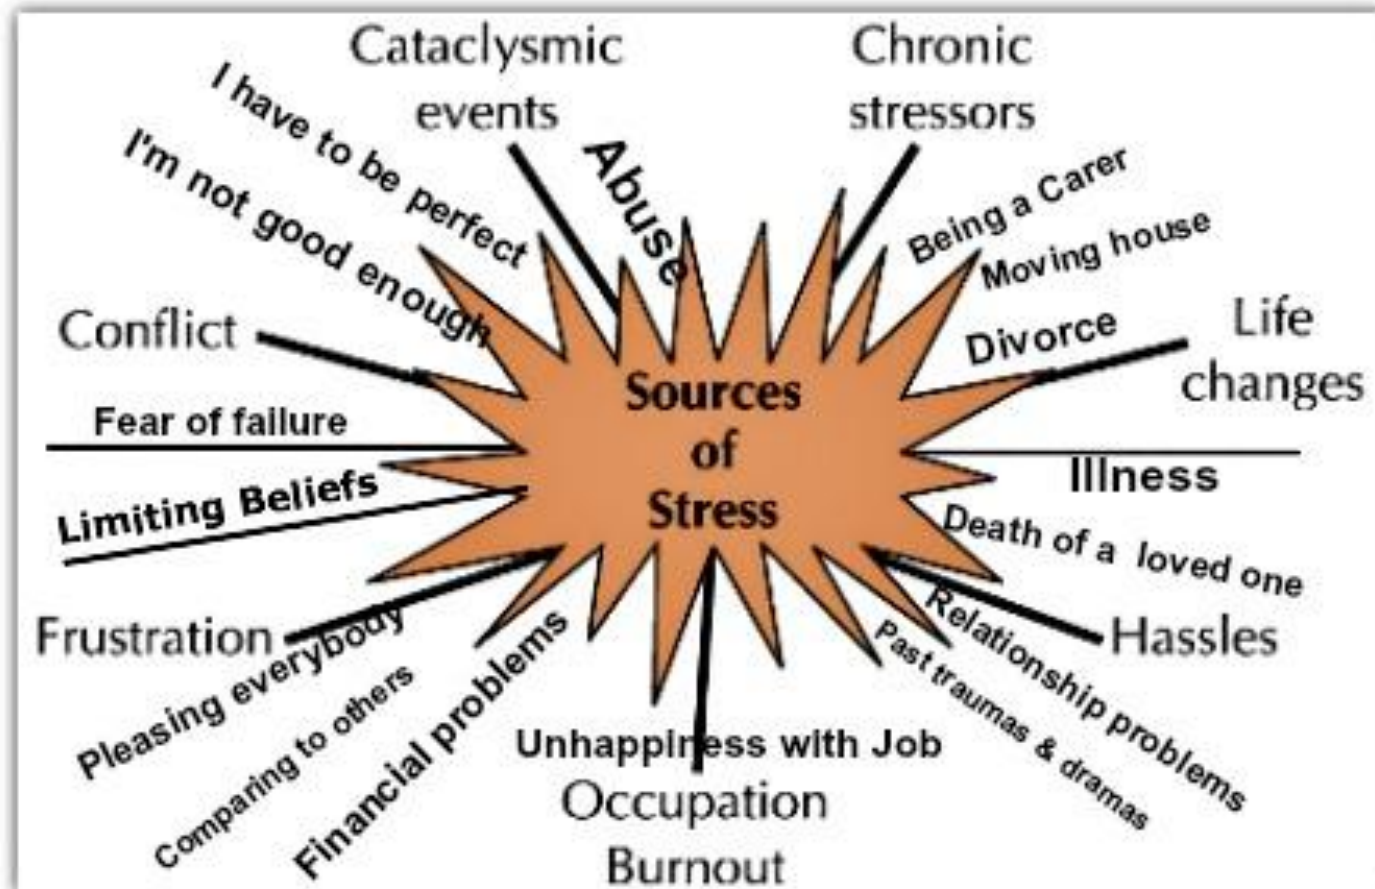 Cataclysmic
events
Chronic
stressors
I have to be perfect
I'm not good enough
Abuse
Being a Carer
Moving house
Divorce
Life
changes
Conflict
Fear of failure
Limiting Beliefs
Sources
of
Stress
Illness
Death of a loved one
Frustration
Hassles
Pleasing everybody
Comparing to others
Financial problems
Relationship problems
Past traumas & dramas
Unhappiness with Job
Occupation
Burnout